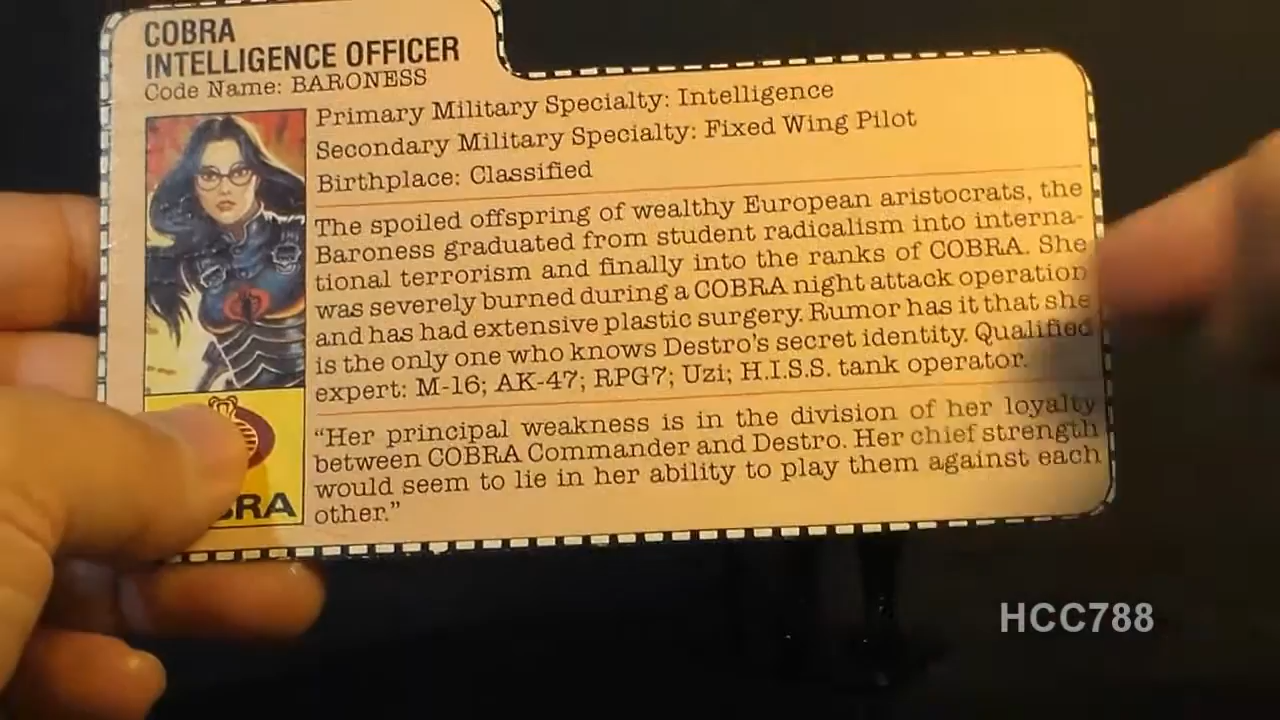 COBRA
INTELLIGENCE OFFICER
Code Name: BARONESS
Primary Military Specialty: Intelligence
Secondary Military Specialty: Fixed Wing Pilot
Birthplace: Classified
The spoiled offspring of wealthy European aristocrats, the
Baroness graduated from student radicalism into interna-
tional terrorism and finally into the ranks of COBRA. She
was severely burned during a COBRA night attack operation
and has had extensive plastic surgery. Rumor has it that she
is the only one who knows Destro's secret identity. Qualified
expert: M-16; AK-47; RPG7; Uzi; H.I.S.S. tank operator.
"Her principal weakness is in the division of her loyalty
between COBRA Commander and Destro. Her chief strength
would seem to lie in her ability to play them against each
other."
BRA
HCC788